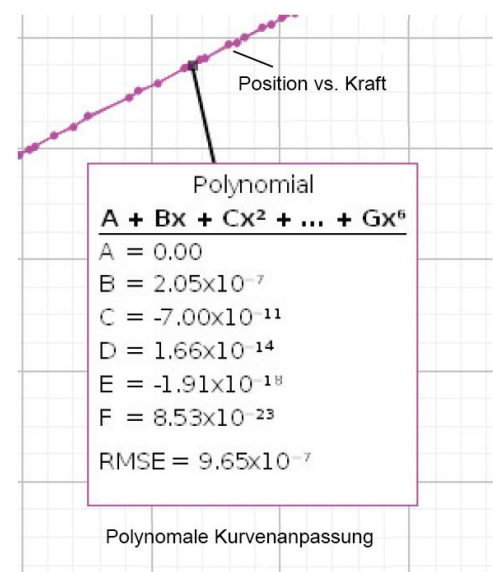 Position vs. Kraft
Polynomial
A + Bx + Cx² + ... + Gx⁶
A = 0.00
B = 2.05x10⁻⁷
C = -7.00x10⁻¹¹
D = 1.66x10⁻¹⁴
E = -1.91x10⁻¹⁸
F = 8.53x10⁻²³
RMSE = 9.65x10⁻⁷
Polynomale Kurvenanpassung